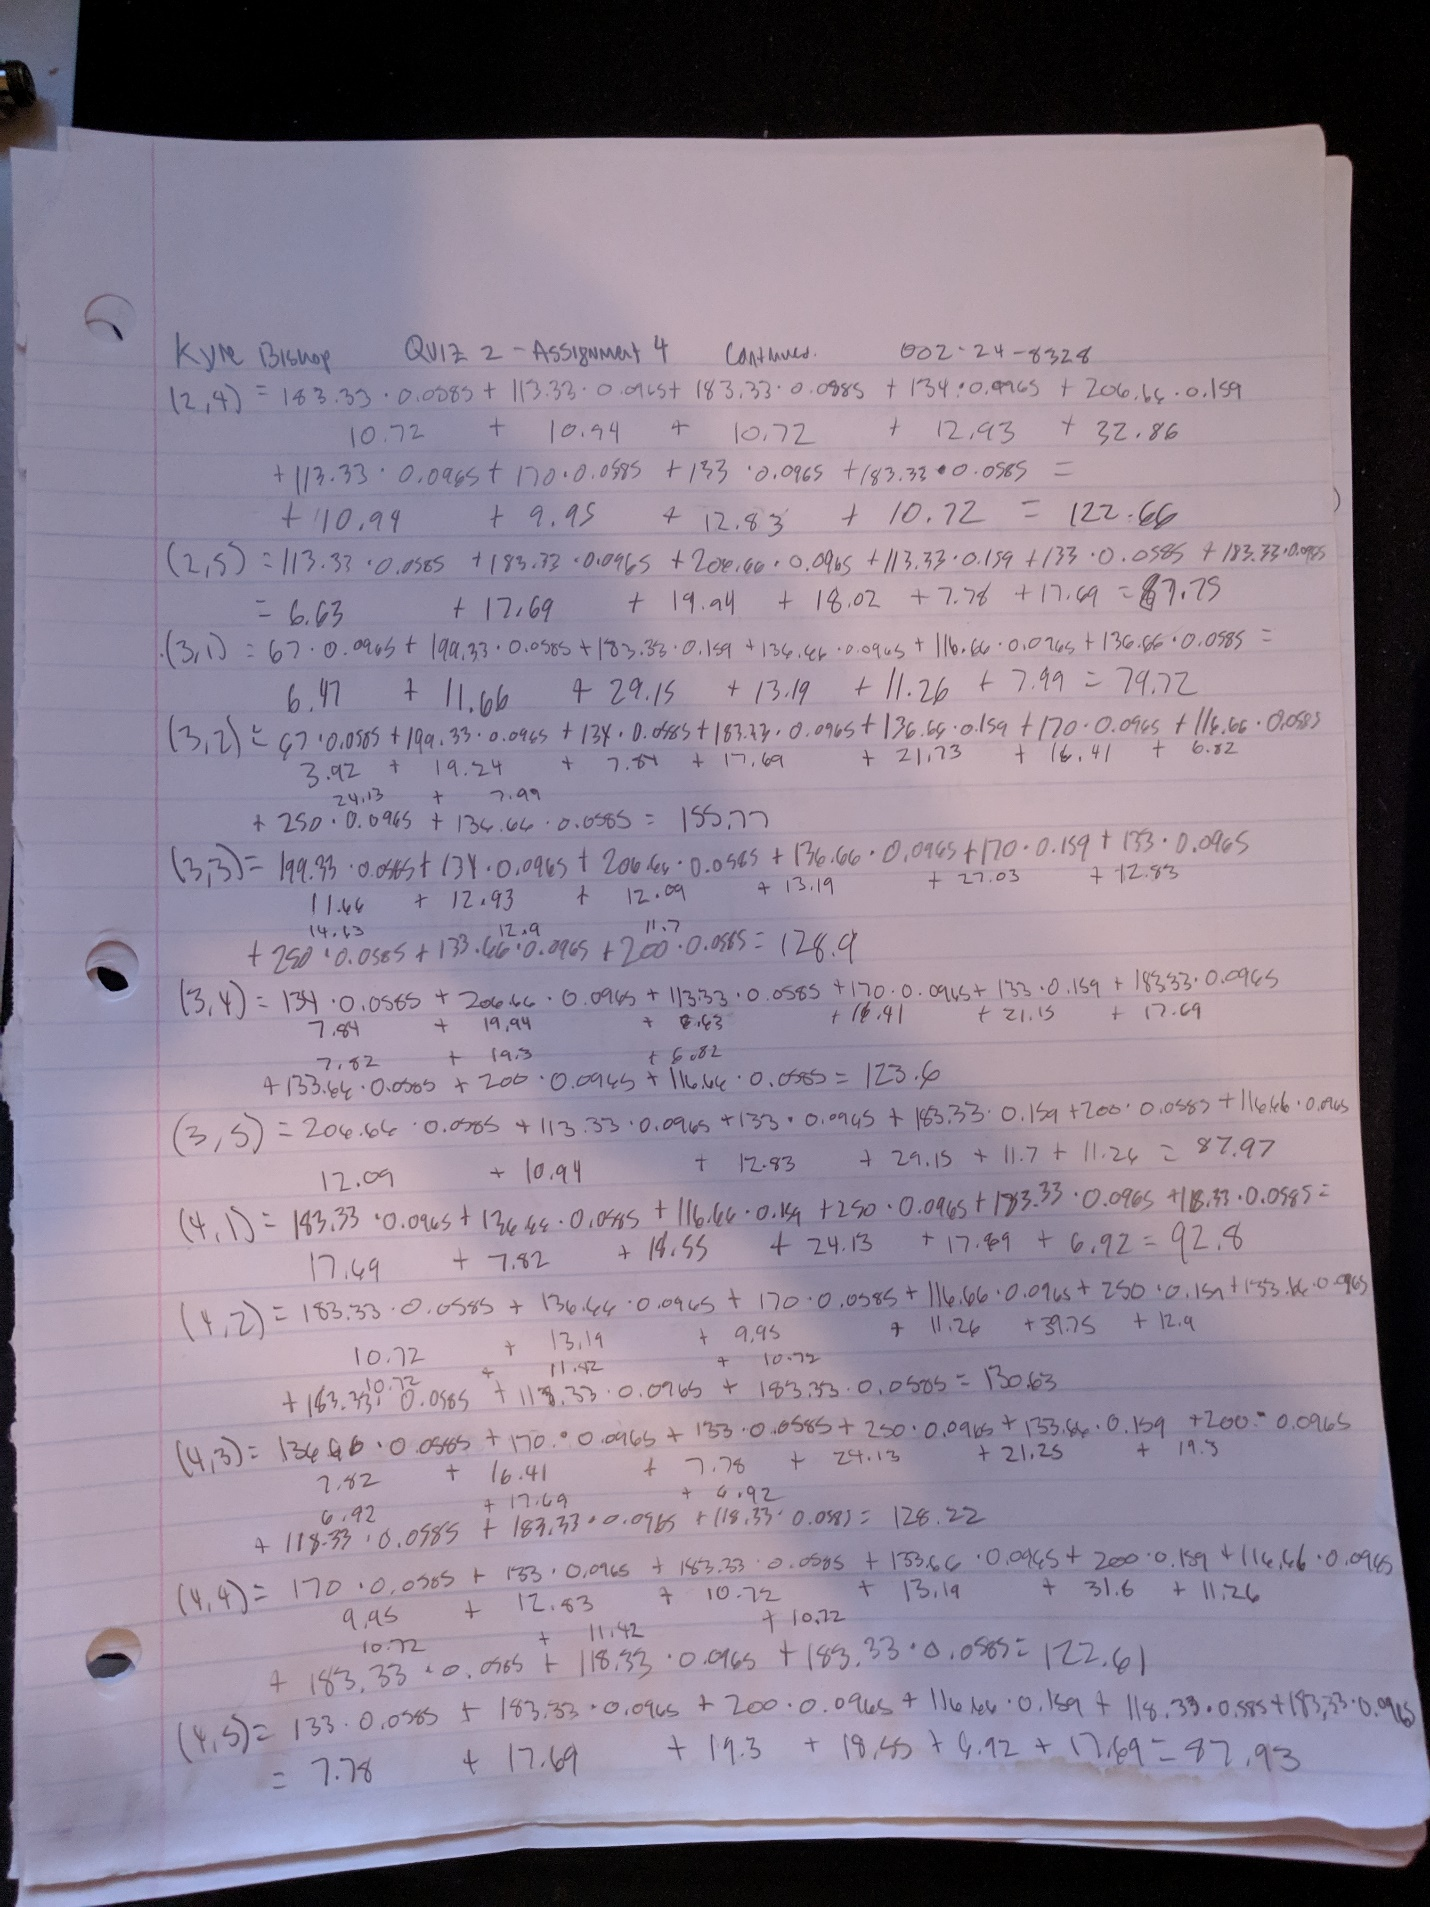 Kyre Bishop Quiz 2 - Assignment 4 Continued. 002-24-8328
(2,4) = 183.33 · 0.0585 + 113.33 · 0.0965 + 183.33 · 0.0585 + 134 · 0.0965 + 206.66 · 0.159
10.72 + 10.94 + 10.72 + 12.93 + 32.86
+ 113.33 · 0.0965 + 170 · 0.0585 + 133 · 0.0965 + 183.33 · 0.0585 =
+ 10.94 + 9.95 + 12.83 + 10.72 = 122.66
(2,5) = 113.33 · 0.0585 + 183.33 · 0.0965 + 206.66 · 0.0965 + 113.33 · 0.159 + 133 · 0.0585 + 183.33 · 0.0965
= 6.63 + 17.69 + 19.94 + 18.02 + 7.78 + 17.69 = 87.75
(3,1) = 67 · 0.0965 + 199.33 · 0.0585 + 183.33 · 0.159 + 136.66 · 0.0965 + 116.66 · 0.0965 + 136.66 · 0.0585 =
6.47 + 11.66 + 29.15 + 13.19 + 11.26 + 7.99 = 79.72
(3,2) = 67 · 0.0585 + 199.33 · 0.0965 + 134 · 0.0585 + 183.33 · 0.0965 + 136.66 · 0.159 + 170 · 0.0965 + 116.66 · 0.0585
3.92 + 19.24 + 7.84 + 17.69 + 21.73 + 16.41 + 6.82
24.13 + 7.99
+ 250 · 0.0965 + 136.66 · 0.0585 = 155.77
(3,3) = 199.33 · 0.0585 + 134 · 0.0965 + 206.66 · 0.0585 + 136.66 · 0.0965 + 170 · 0.159 + 133 · 0.0965
11.66 + 12.93 + 12.09 + 13.19 + 27.03 + 12.83
14.63 12.9 11.7
+ 250 · 0.0585 + 133.66 · 0.0965 + 200 · 0.0585 = 128.9
(3,4) = 134 · 0.0585 + 206.66 · 0.0965 + 113.33 · 0.0585 + 170 · 0.0965 + 133 · 0.159 + 183.33 · 0.0965
7.84 + 19.94 + 6.63 + 16.41 + 21.15 + 17.69
7.82 + 19.3 + 6.82
+ 133.66 · 0.0585 + 200 · 0.0965 + 116.66 · 0.0585 = 123.6
(3,5) = 206.66 · 0.0585 + 113.33 · 0.0965 + 133 · 0.0965 + 183.33 · 0.159 + 200 · 0.0585 + 116.66 · 0.0965
12.09 + 10.94 + 12.83 + 29.15 + 11.7 + 11.26 = 87.97
(4,1) = 183.33 · 0.0965 + 136.66 · 0.0585 + 116.66 · 0.159 + 250 · 0.0965 + 183.33 · 0.0965 + 118.33 · 0.0585 =
17.69 + 7.82 + 18.55 + 24.13 + 17.69 + 6.92 = 92.8
(4,2) = 183.33 · 0.0585 + 136.66 · 0.0965 + 170 · 0.0585 + 116.66 · 0.0965 + 250 · 0.159 + 133.66 · 0.0965
10.72 + 13.19 + 9.95 + 11.26 + 39.75 + 12.9
10.72 + 11.42 + 10.72
+ 183.33 · 0.0585 + 118.33 · 0.0965 + 183.33 · 0.0585 = 130.63
(4,3) = 136.66 · 0.0585 + 170 · 0.0965 + 133 · 0.0585 + 250 · 0.0965 + 133.66 · 0.159 + 200 · 0.0965
7.82 + 16.41 + 7.78 + 24.13 + 21.25 + 19.3
6.92 + 17.69 + 6.92
+ 118.33 · 0.0585 + 183.33 · 0.0965 + 118.33 · 0.0585 = 128.22
(4,4) = 170 · 0.0585 + 133 · 0.0965 + 183.33 · 0.0585 + 133.66 · 0.0965 + 200 · 0.159 + 116.66 · 0.0965
9.95 + 12.83 + 10.72 + 13.19 + 31.6 + 11.26
10.72 + 11.42 + 10.72
+ 183.33 · 0.0585 + 118.33 · 0.0965 + 183.33 · 0.0585 = 122.61
(4,5) = 133 · 0.0585 + 183.33 · 0.0965 + 200 · 0.0965 + 116.66 · 0.159 + 118.33 · 0.585 + 183.33 · 0.0965
= 7.78 + 17.69 + 19.3 + 18.55 + 6.92 + 17.69 = 87.93